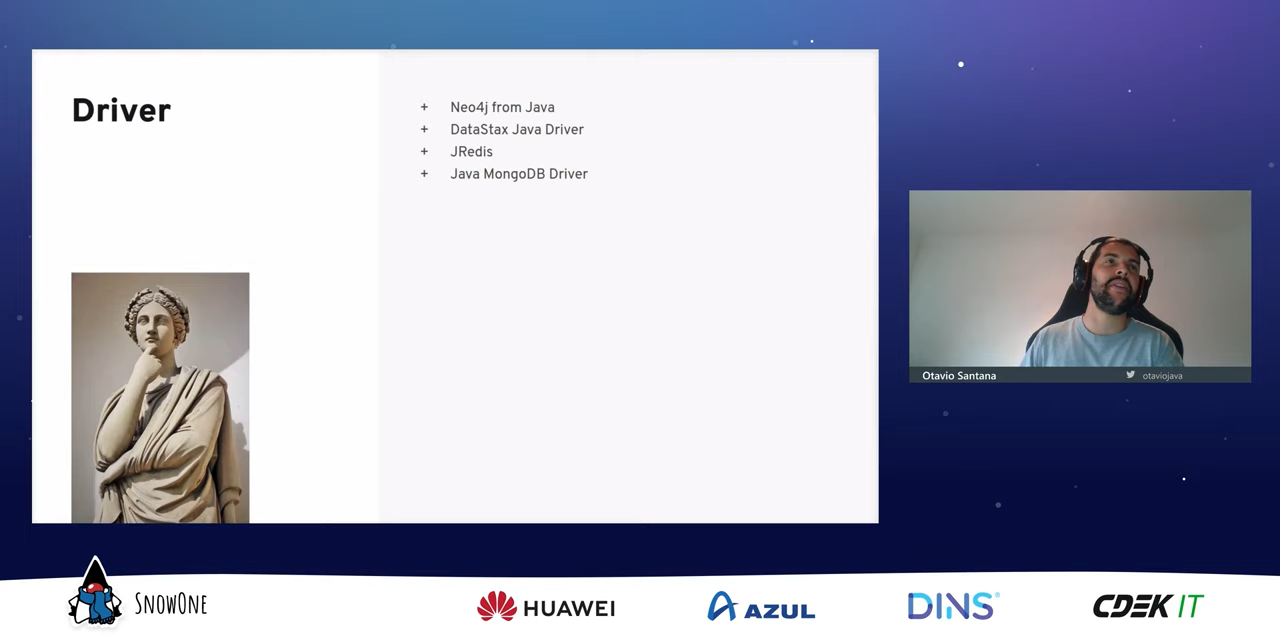 Driver
+ Neo4j from Java
+ DataStax Java Driver
+ JRedis
+ Java MongoDB Driver
Otavio Santana
otaviojava
SNOWONE
HUAWEI
AZUL
DINS
CDEK IT